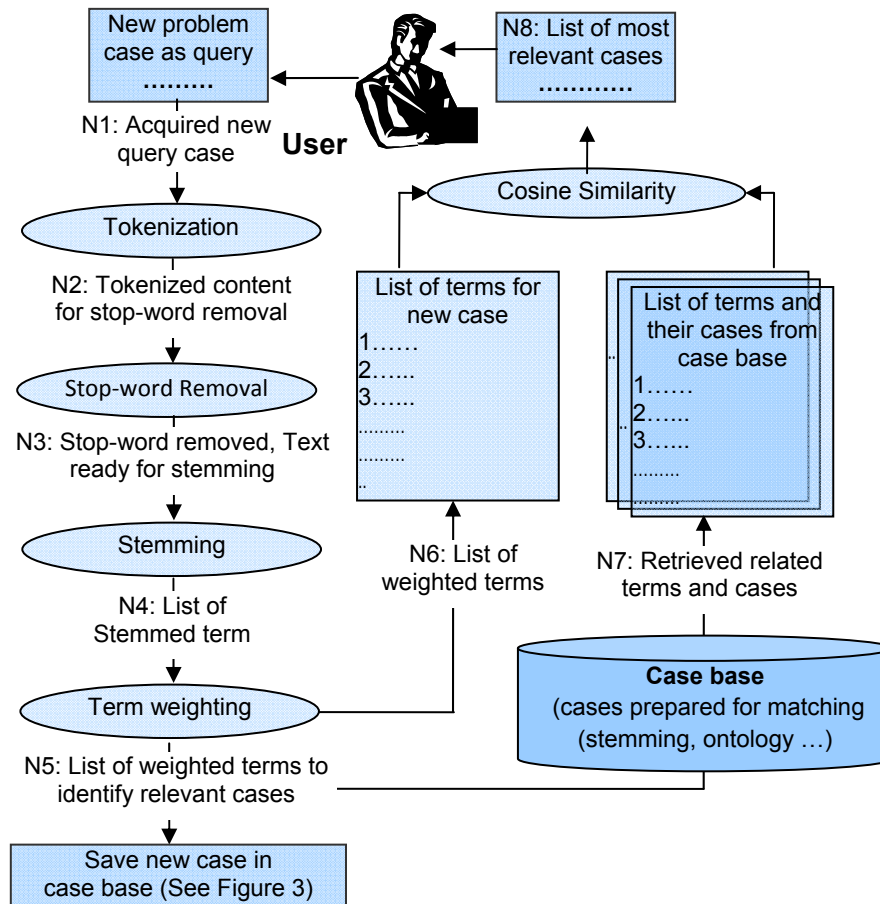 New problem
case as query
………
N8: List of most
relevant cases
…………
N1: Acquired new
query case
User
Cosine Similarity
Tokenization
N2: Tokenized content
for stop-word removal
List of terms for
new case
1……
2…...
3…...
.........
.........
..
List of terms and
their cases from
case base
1……
2…...
3…...
.........
.........
..
..
Stop-word Removal
N3: Stop-word removed, Text
ready for stemming
Stemming
N6: List of
weighted terms
N7: Retrieved related
terms and cases
N4: List of
Stemmed term
Case base
(cases prepared for matching
(stemming, ontology …)
Term weighting
N5: List of weighted terms to
identify relevant cases
Save new case in
case base (See Figure 3)